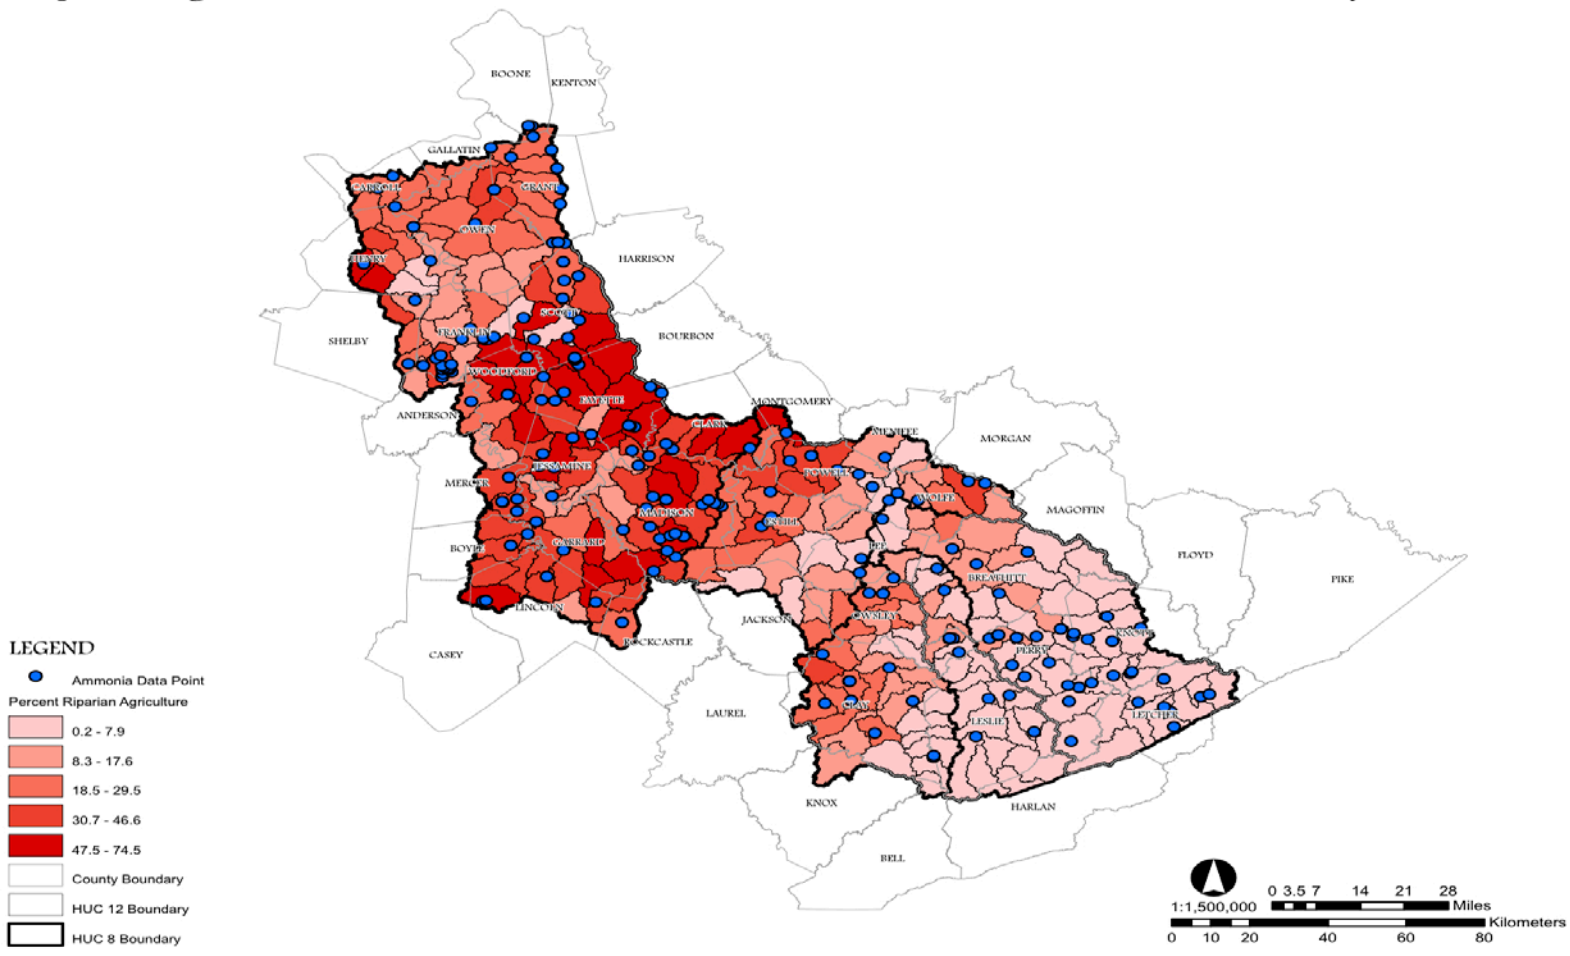 BOONE
KENTON
GALLATIN
CARROLL
GRANT
OWEN
HENRY
HARRISON
SHELBY
FRANKLIN
SCOTT
BOURBON
WOODFORD
FAYETTE
ANDERSON
CLARK
MONTGOMERY
MENIFEE
MORGAN
MERCER
JESSAMINE
POWELL
WOLFE
MAGOFFIN
MADISON
ESTILL
BOYLE
GARRARD
LEE
FLOYD
PIKE
BREATHITT
LINCOLN
JACKSON
OWSLEY
ROCKCASTLE
KNOTT
PERRY
CASEY
LAUREL
CLAY
LESLIE
LETCHER
KNOX
HARLAN
BELL
LEGEND
Ammonia Data Point
Percent Riparian Agriculture
0.2 - 7.9
8.3 - 17.6
18.5 - 29.5
30.7 - 46.6
47.5 - 74.5
County Boundary
HUC 12 Boundary
HUC 8 Boundary
0 3.5 7 14 21 28
1:1,500,000 Miles
Kilometers
0 10 20 40 60 80